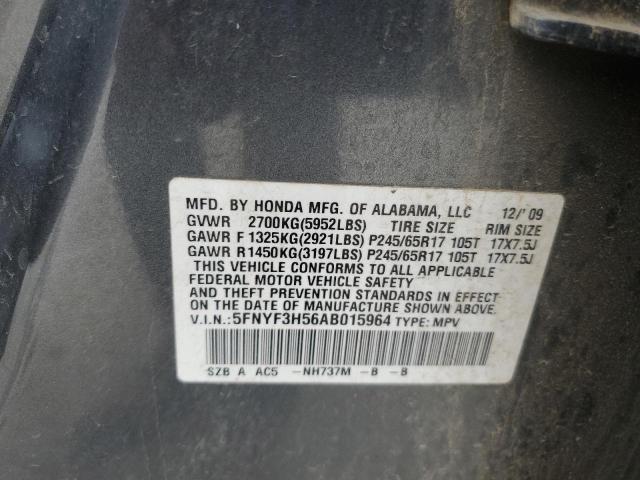 MFD. BY HONDA MFG. OF ALABAMA, LLC 12/'09
GVWR 2700KG(5952LBS) TIRE SIZE RIM SIZE
GAWR F 1325KG(2921LBS) P245/65R17 105T 17X7.5J
GAWR R 1450KG(3197LBS) P245/65R17 105T 17X7.5J
THIS VEHICLE CONFORMS TO ALL APPLICABLE
FEDERAL MOTOR VEHICLE SAFETY
AND THEFT PREVENTION STANDARDS IN EFFECT
ON THE DATE OF MANUFACTURE SHOWN ABOVE.
V.I.N.: 5FNYF3H56AB015964 TYPE: MPV
SZB A AC5 -NH737M -B -B